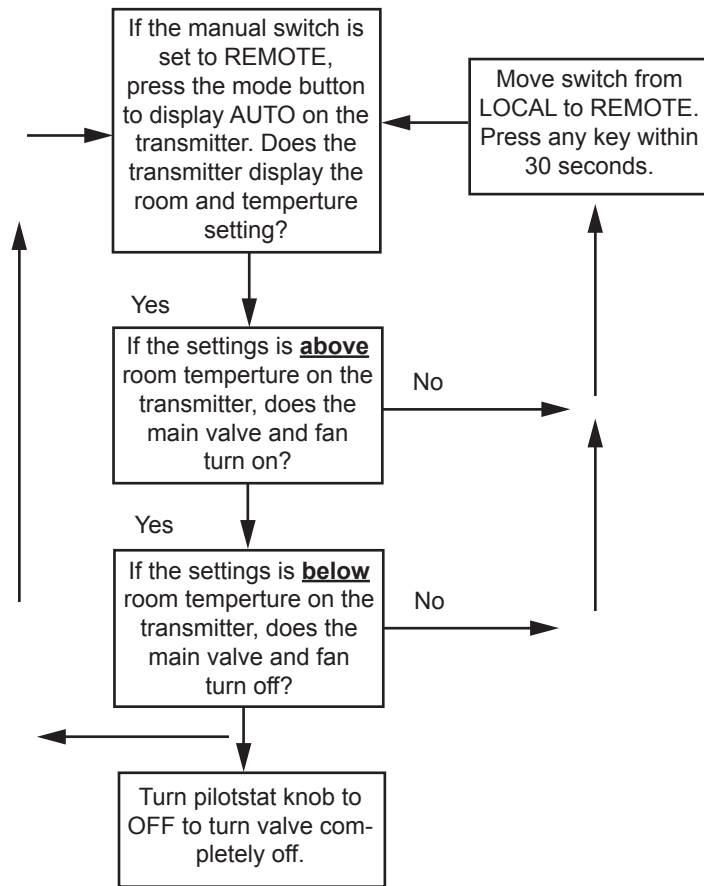 If the manual switch is
set to REMOTE,
press the mode button
to display AUTO on the
transmitter. Does the
transmitter display the
room and temperture
setting?
Move switch from
LOCAL to REMOTE.
Press any key within
30 seconds.
Yes
If the settings is above
room temperture on the
transmitter, does the
main valve and fan
turn on?
No
Yes
If the settings is below
room temperture on the
transmitter, does the
main valve and fan
turn off?
No
Turn pilotstat knob to
OFF to turn valve com-
pletely off.